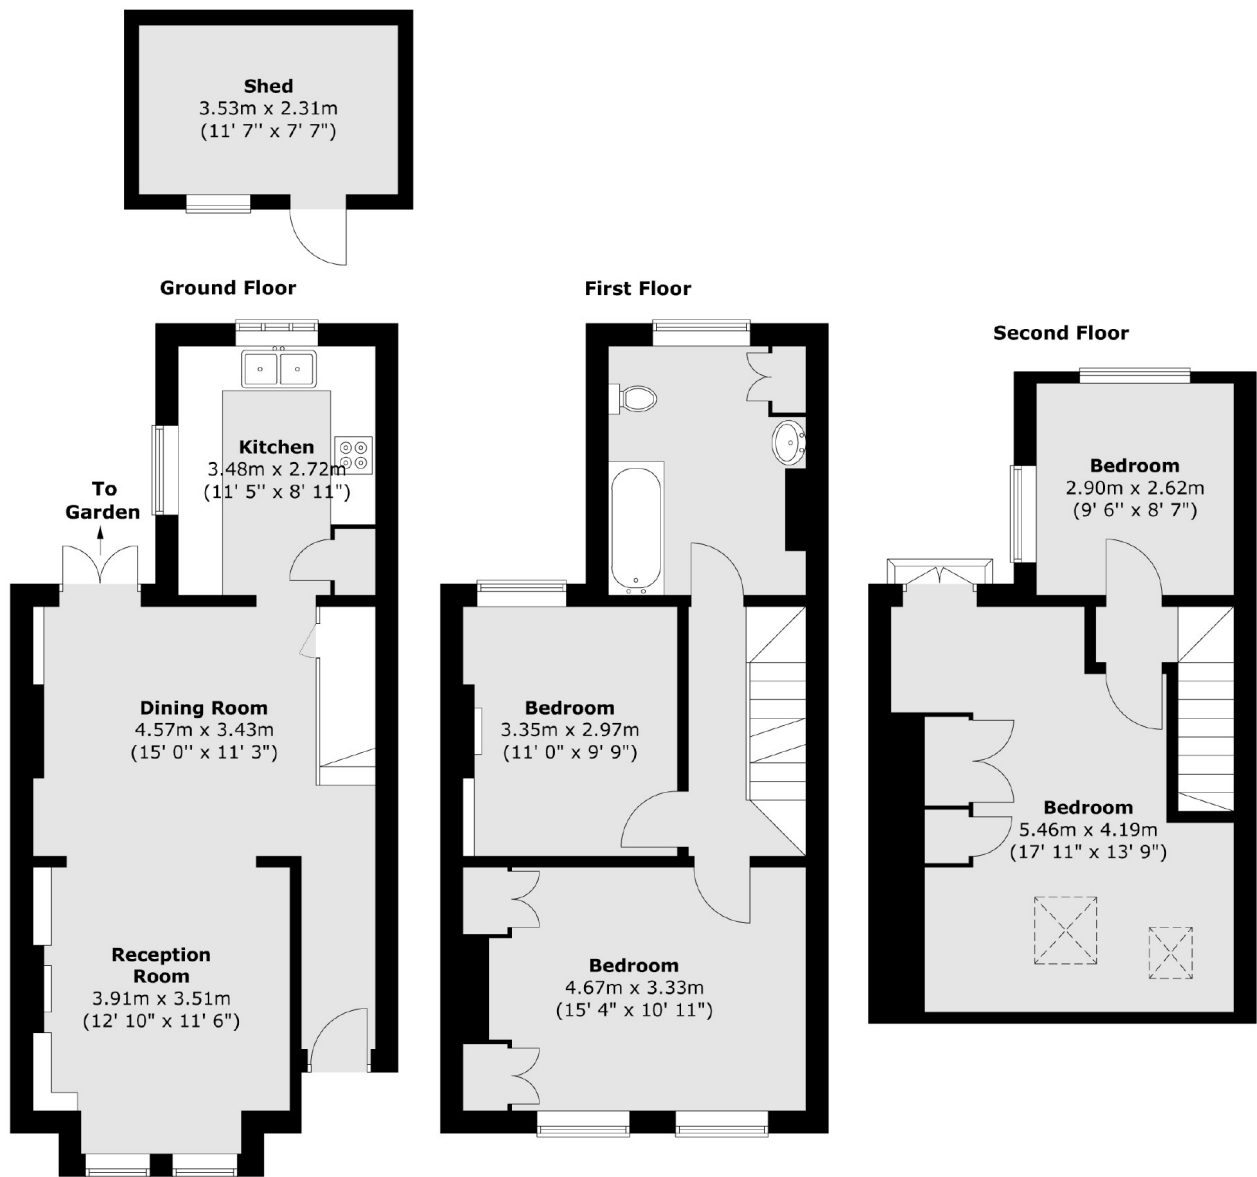 Shed
3.53m x 2.31m
(11' 7'' x 7' 7")
Ground Floor
Kitchen
3.48m x 2.72m
(11' 5'' x 8' 11")
To
Garden
Dining Room
4.57m x 3.43m
(15' 0'' x 11' 3")
Reception
Room
3.91m x 3.51m
(12' 10" x 11' 6")
First Floor
Bedroom
3.35m x 2.97m
(11' 0" x 9' 9")
Bedroom
4.67m x 3.33m
(15' 4" x 10' 11")
Second Floor
Bedroom
2.90m x 2.62m
(9' 6'' x 8' 7")
Bedroom
5.46m x 4.19m
(17' 11" x 13' 9")